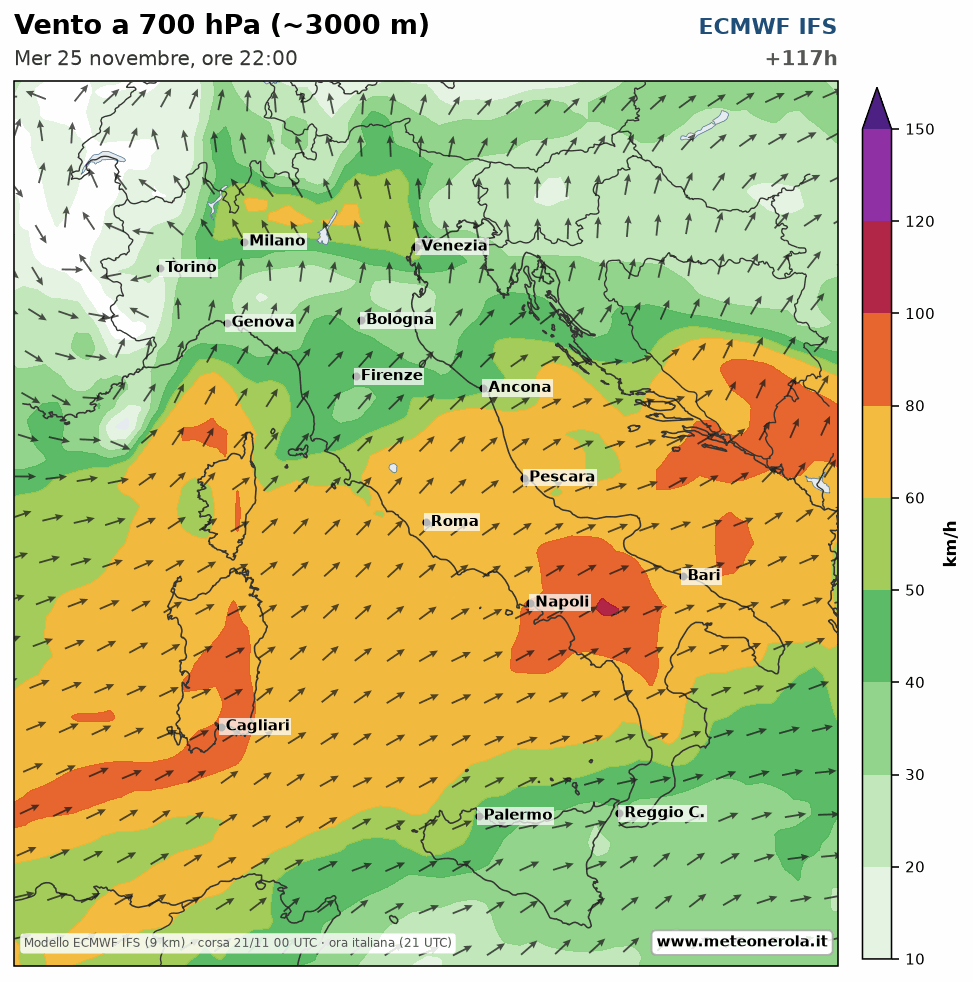 Vento a 700 hPa (~3000 m)
ECMWF IFS
Mer 25 novembre, ore 22:00
+117h
150
120
100
80
60
50
40
30
20
10
km/h
Milano
Venezia
Torino
Genova
Bologna
Firenze
Ancona
Pescara
Roma
Bari
Napoli
Cagliari
Palermo
Reggio C.
Modello ECMWF IFS (9 km) · corsa 21/11 00 UTC · ora italiana (21 UTC)
www.meteonerola.it